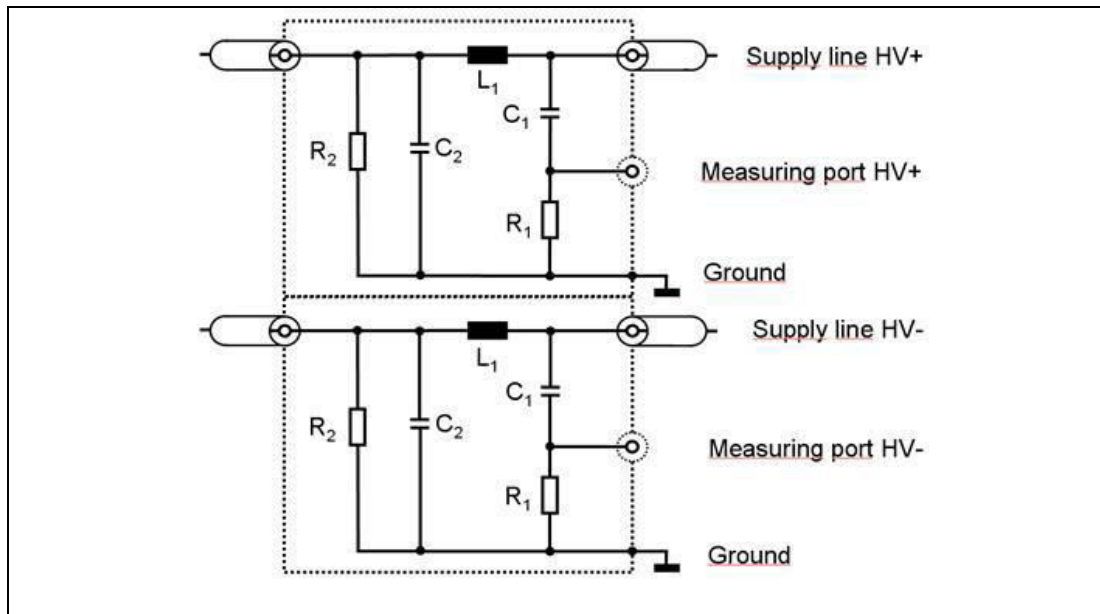 Supply line HV+
L₁
C₁
R₂
C₂
Measuring port HV+
R₁
Ground
Supply line HV-
L₁
C₁
R₂
C₂
Measuring port HV-
R₁
Ground